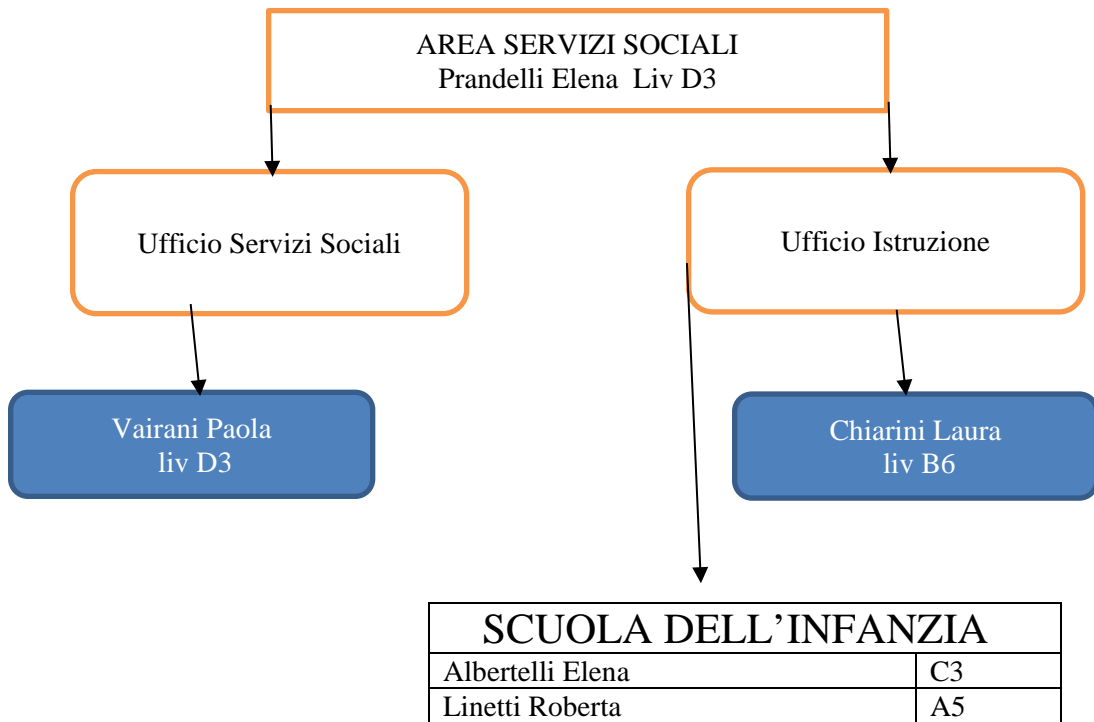 AREA SERVIZI SOCIALI
Prandelli Elena Liv D3
Ufficio Servizi Sociali
Ufficio Istruzione
Vairani Paola
liv D3
Chiarini Laura
liv B6
SCUOLA DELL’INFANZIA
Albertelli Elena C3
Linetti Roberta A5